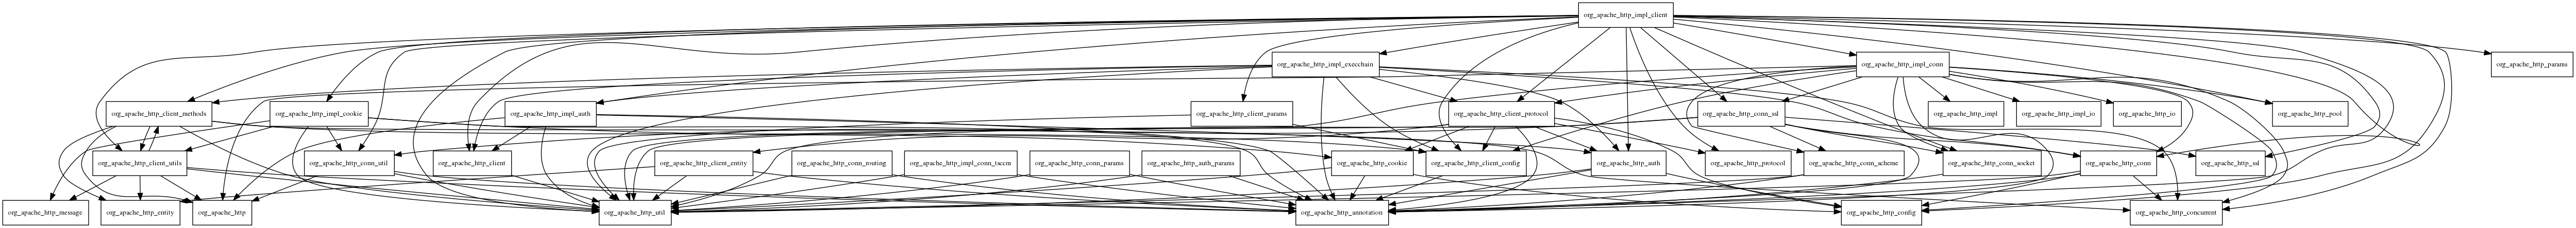 org_apache_http_impl_client
org_apache_http_impl_execchain
org_apache_http_impl_conn
org_apache_http_params
org_apache_http_client_methods
org_apache_http_impl_cookie
org_apache_http_impl_auth
org_apache_http_client_params
org_apache_http_client_protocol
org_apache_http_conn_ssl
org_apache_http_impl
org_apache_http_impl_io
org_apache_http_io
org_apache_http_pool
org_apache_http_client_utils
org_apache_http_conn_util
org_apache_http_client
org_apache_http_client_entity
org_apache_http_conn_routing
org_apache_http_impl_conn_tsccm
org_apache_http_conn_params
org_apache_http_auth_params
org_apache_http_cookie
org_apache_http_client_config
org_apache_http_auth
org_apache_http_protocol
org_apache_http_conn_scheme
org_apache_http_conn_socket
org_apache_http_conn
org_apache_http_ssl
org_apache_http_message
org_apache_http_entity
org_apache_http
org_apache_http_util
org_apache_http_annotation
org_apache_http_config
org_apache_http_concurrent